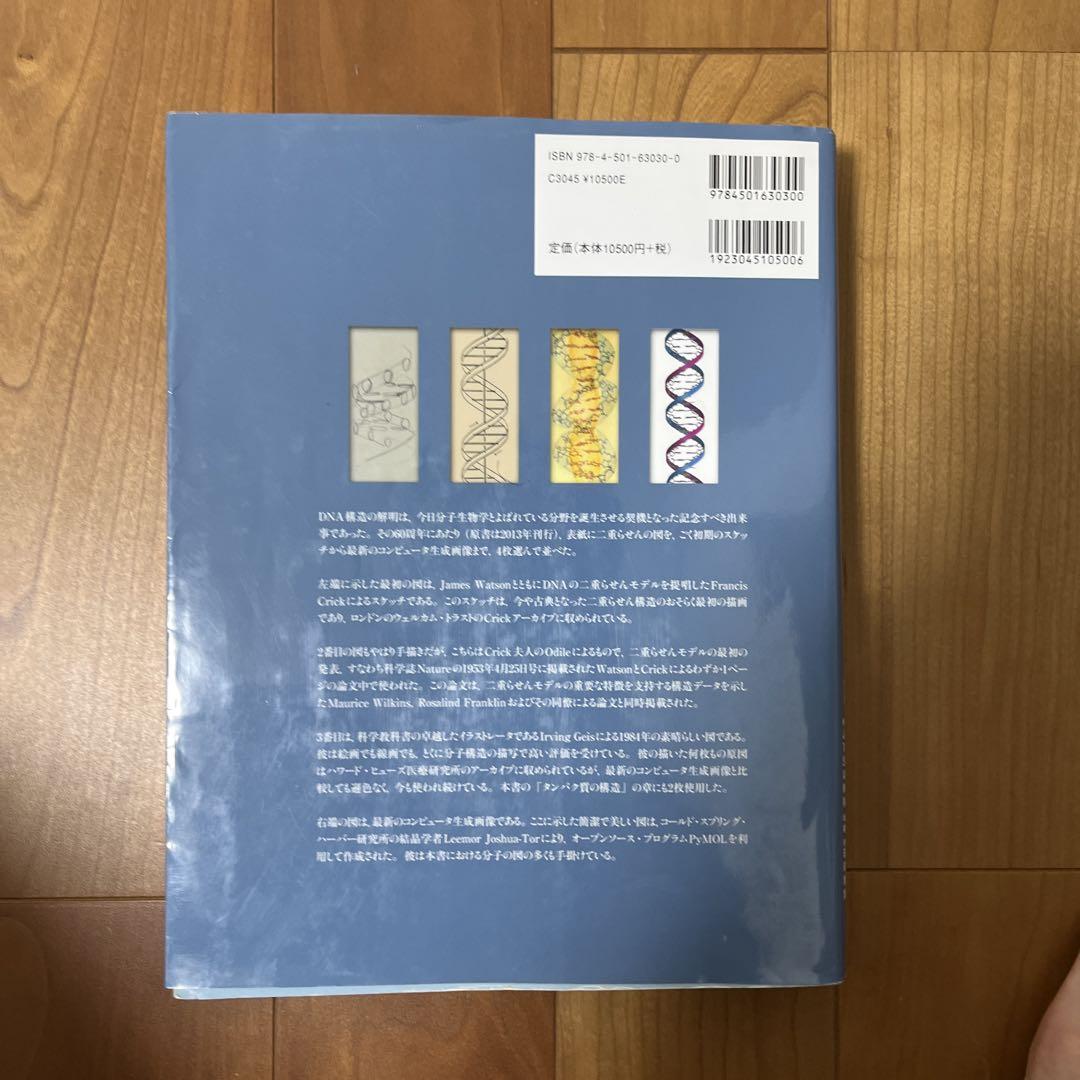 ISBN 978-4-501-63030-0
C3045 ¥10500E
9784501630300
定価(本体10500円+税)
1923045105006
DNA構造の解明は、今日分子生物学とよばれている分野を誕生させる契機となった記念すべき出来
事であった。その60周年にあたり(原書は2013年刊行)、表紙に二重らせんの図を、ごく初期のスケッ
チから最新のコンピュータ生成画像まで、4枚選んで並べた。
左端に示した最初の図は、James WatsonとともにDNAの二重らせんモデルを提唱したFrancis
Crickによるスケッチである。このスケッチは、今や古典となった二重らせん構造のおそらく最初の描画
であり、ロンドンのウェルカム・トラストのCrickアーカイブに収められている。
2番目の図もやはり手描きだが、こちらはCrick夫人のOdileによるもので、二重らせんモデルの最初の
発表、すなわち科学誌Natureの1953年4月25日号に掲載されたWatsonとCrickによるわずか1ペー
ジの論文中で使われた。この論文は、二重らせんモデルの重要な特徴を支持する構造データを示し
たMaurice Wilkins, Rosalind Franklinおよびその同僚による論文と同時掲載された。
3番目は、科学教科書の卓越したイラストレータであるIrving Geisによる1984年の素晴らしい図である。
彼は絵画でも線画でも、とくに分子構造の描写で高い評価を受けている。彼の描いた何枚もの原図
はハワード・ヒューズ医療研究所のアーカイブに収められているが、最新のコンピュータ生成画像と比
較しても遜色なく、今も使われ続けている。本書の「タンパク質の構造」の章にも2枚使用した。
右端の図は、最新のコンピュータ生成画像である。ここに示した簡潔で美しい図は、コールド・スプリング・
ハーバー研究所の結晶学者Leemor Joshua-Torにより、オープンソース・プログラムPyMOLを利
用して作成された。彼は本書における分子の図の多くも手掛けている。